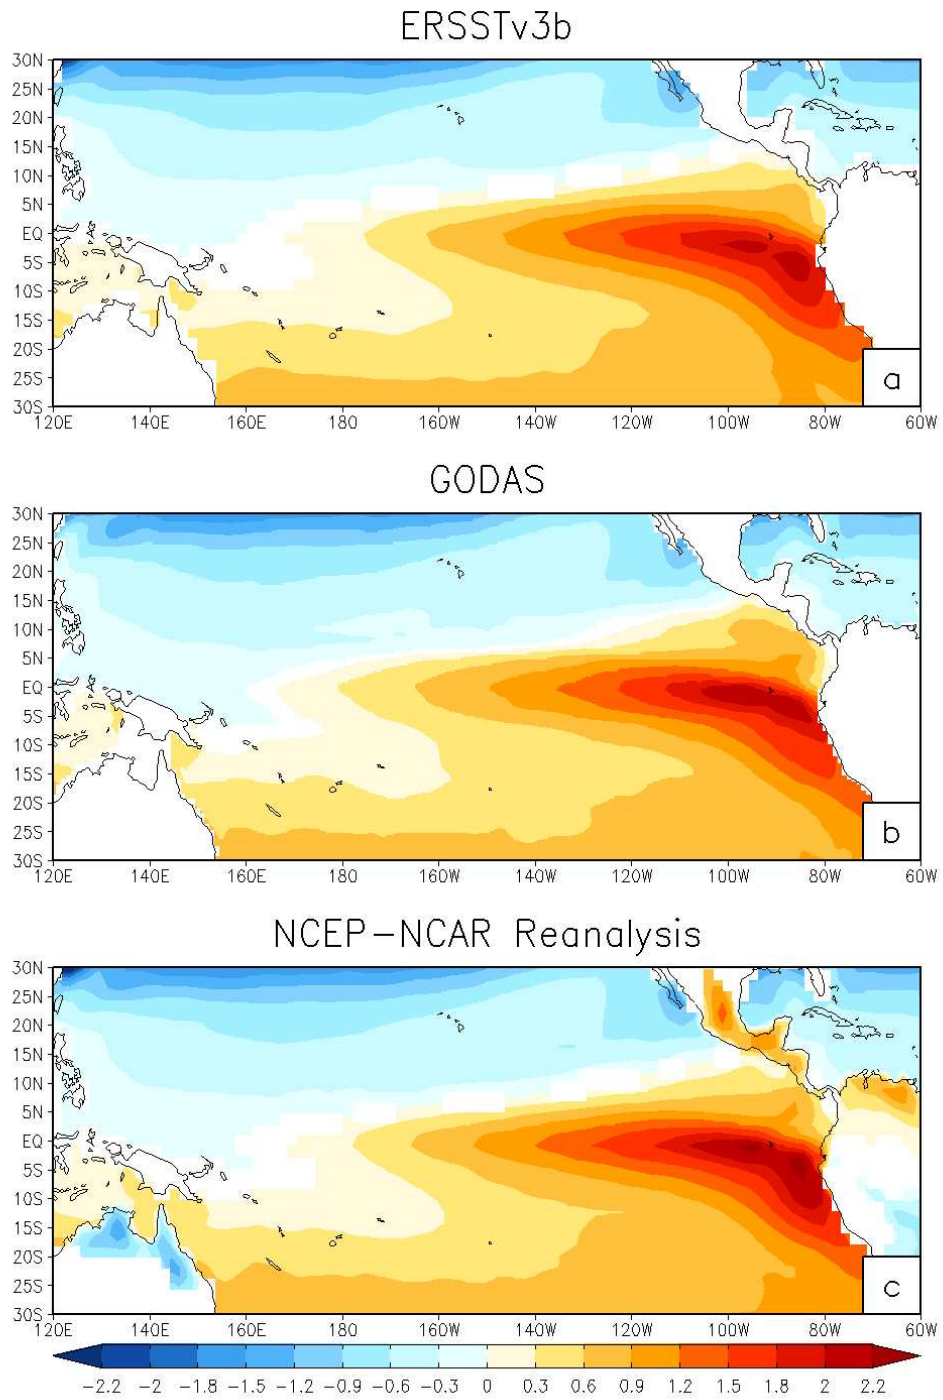 ERSSTv3b
30N
25N
20N
15N
10N
5N
EQ
5S
10S
15S
20S
25S
30S
a
120E 140E 160E 180 160W 140W 120W 100W 80W 60W
GODAS
30N
25N
20N
15N
10N
5N
EQ
5S
10S
15S
20S
25S
30S
b
120E 140E 160E 180 160W 140W 120W 100W 80W 60W
NCEP-NCAR Reanalysis
30N
25N
20N
15N
10N
5N
EQ
5S
10S
15S
20S
25S
30S
c
120E 140E 160E 180 160W 140W 120W 100W 80W 60W
-2.2 -2 -1.8 -1.5 -1.2 -0.9 -0.6 -0.3 0 0.3 0.6 0.9 1.2 1.5 1.8 2 2.2